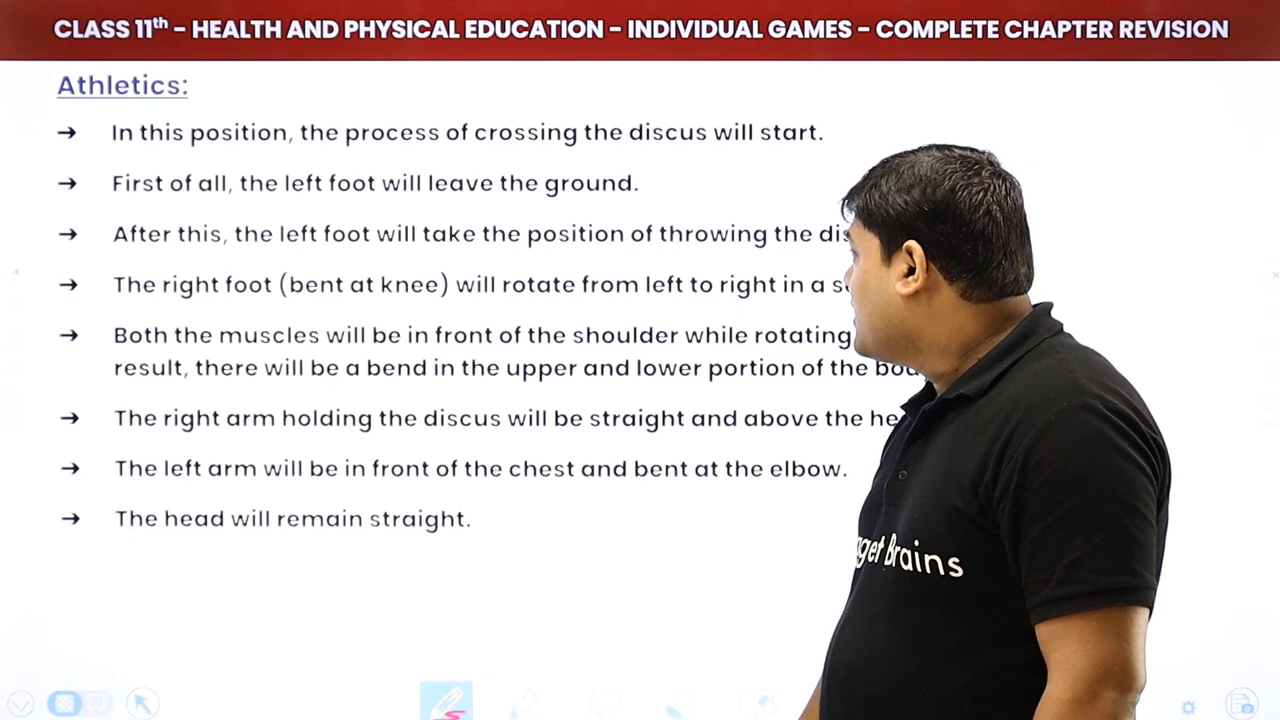 CLASS 11th – HEALTH AND PHYSICAL EDUCATION – INDIVIDUAL GAMES – COMPLETE CHAPTER REVISION
Athletics:
→ In this position, the process of crossing the discus will start.
→ First of all, the left foot will leave the ground.
→ After this, the left foot will take the position of throwing the
→ The right foot (bent at knee) will rotate from left to right in a
→ Both the muscles will be in front of the shoulder while rotating
result, there will be a bend in the upper and lower portion of the
→ The right arm holding the discus will be straight and above the
→ The left arm will be in front of the chest and bent at the elbow.
→ The head will remain straight.
Brains